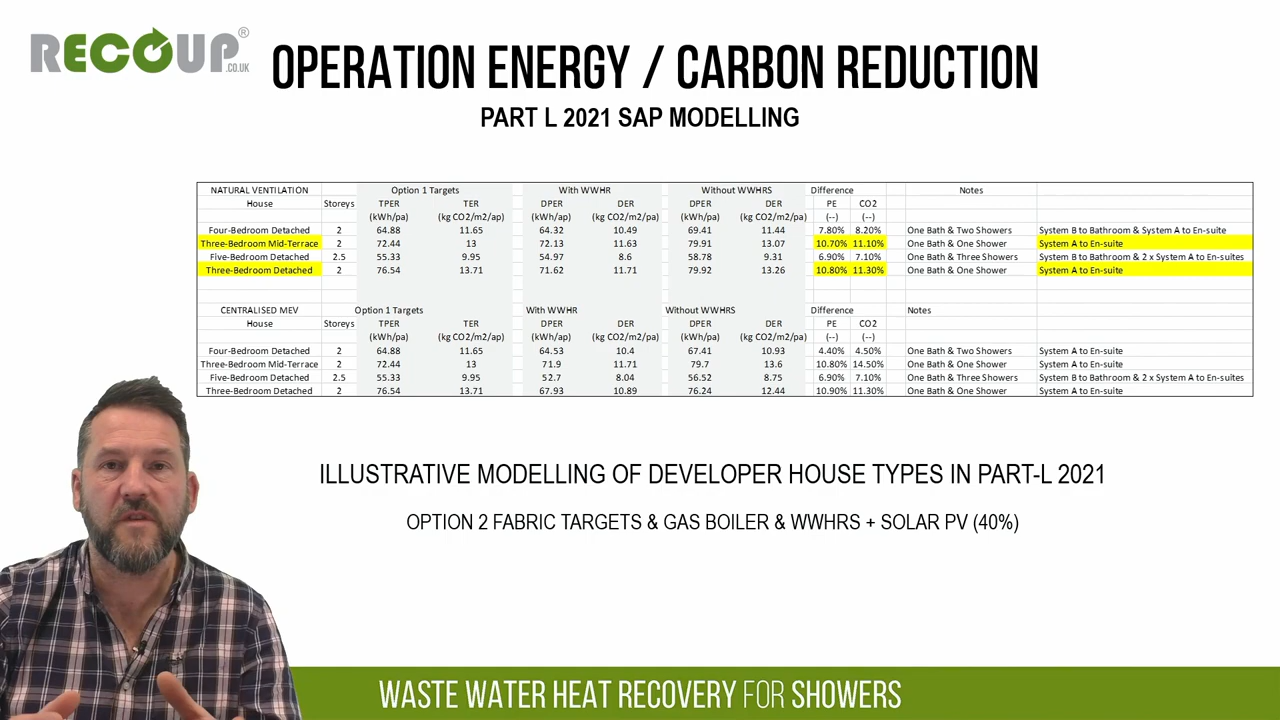 RECOUP®
.CO.UK
OPERATION ENERGY / CARBON REDUCTION
PART L 2021 SAP MODELLING
NATURAL VENTILATION Option 1 Targets With WWHR Without WWHRS Difference Notes
House Storeys TPER TER DPER DER DPER DER PE CO2
(kWh/pa) (kg CO2/m2/ap) (kWh/pa) (kg CO2/m2/pa) (kWh/pa) (kg CO2/m2/pa) (--) (--)
Four-Bedroom Detached 2 64.88 11.65 64.32 10.49 69.41 11.44 7.80% 8.20% One Bath & Two Showers System B to Bathroom & System A to En-suite
Three-Bedroom Mid-Terrace 2 72.44 13 72.13 11.63 79.91 13.07 10.70% 11.10% One Bath & One Shower System A to En-suite
Five-Bedroom Detached 2.5 55.33 9.95 54.97 8.6 58.78 9.31 6.90% 7.10% One Bath & Three Showers System B to Bathroom & 2 x System A to En-suites
Three-Bedroom Detached 2 76.54 13.71 71.62 11.71 79.92 13.26 10.80% 11.30% One Bath & One Shower System A to En-suite
CENTRALISED MEV Option 1 Targets With WWHR Without WWHRS Difference Notes
House Storeys TPER TER DPER DER DPER DER PE CO2
(kWh/pa) (kg CO2/m2/ap) (kWh/pa) (kg CO2/m2/pa) (kWh/pa) (kg CO2/m2/pa) (--) (--)
Four-Bedroom Detached 2 64.88 11.65 64.53 10.4 67.41 10.93 4.40% 4.50% One Bath & Two Showers System A to En-suite
Three-Bedroom Mid-Terrace 2 72.44 13 71.9 11.71 79.7 13.6 10.80% 14.50% One Bath & One Shower System A to En-suite
Five-Bedroom Detached 2.5 55.33 9.95 52.7 8.04 56.52 8.75 6.90% 7.10% One Bath & Three Showers System B to Bathroom & 2 x System A to En-suites
Three-Bedroom Detached 2 76.54 13.71 67.93 10.89 76.24 12.44 10.90% 11.30% One Bath & One Shower System A to En-suite
ILLUSTRATIVE MODELLING OF DEVELOPER HOUSE TYPES IN PART-L 2021
OPTION 2 FABRIC TARGETS & GAS BOILER & WWHRS + SOLAR PV (40%)
WASTE WATER HEAT RECOVERY FOR SHOWERS